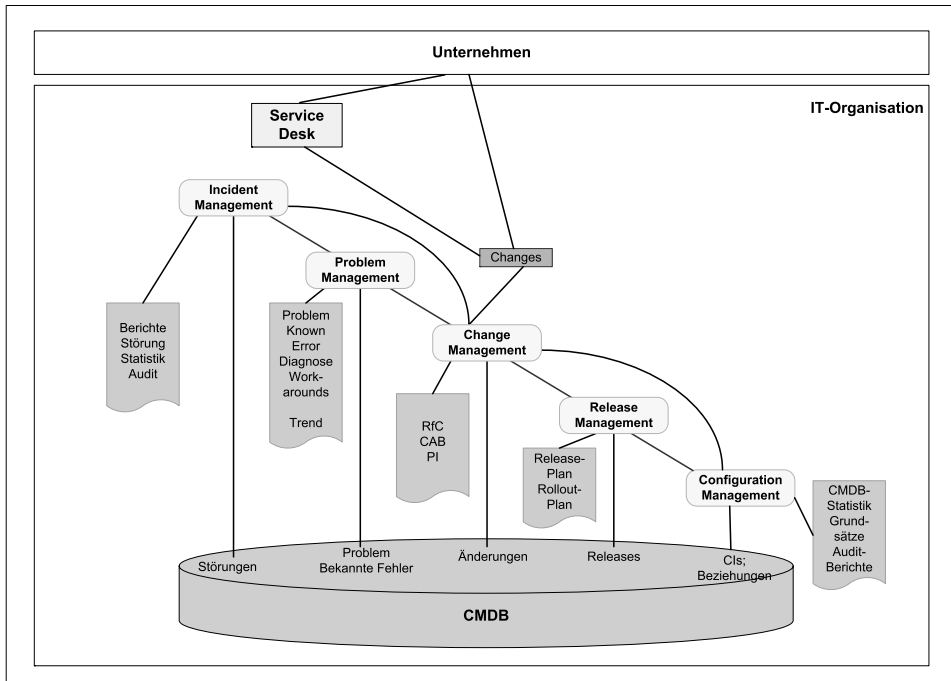 Unternehmen
IT-Organisation
Service
Desk
Incident
Management
Changes
Problem
Management
Berichte
Störung
Statistik
Audit
Problem
Known
Error
Diagnose
Work-
arounds
Trend
Change
Management
RfC
CAB
PI
Release
Management
Release-
Plan
Rollout-
Plan
Configuration
Management
CMDB-
Statistik
Grund-
sätze
Audit-
Berichte
Störungen
Problem
Bekannte Fehler
Änderungen
Releases
CIs;
Beziehungen
CMDB